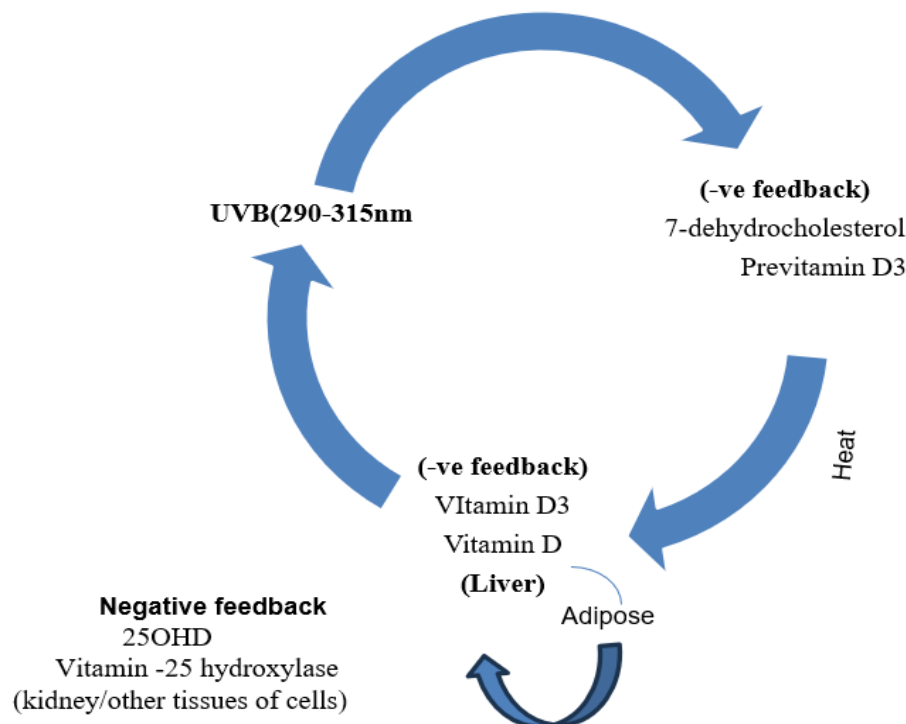 UVB(290-315nm
(-ve feedback)
7-dehydrocholesterol
Previtamin D3
Heat
(-ve feedback)
VItamin D3
Vitamin D
(Liver)
Adipose
Negative feedback
25OHD
Vitamin -25 hydroxylase
(kidney/other tissues of cells)